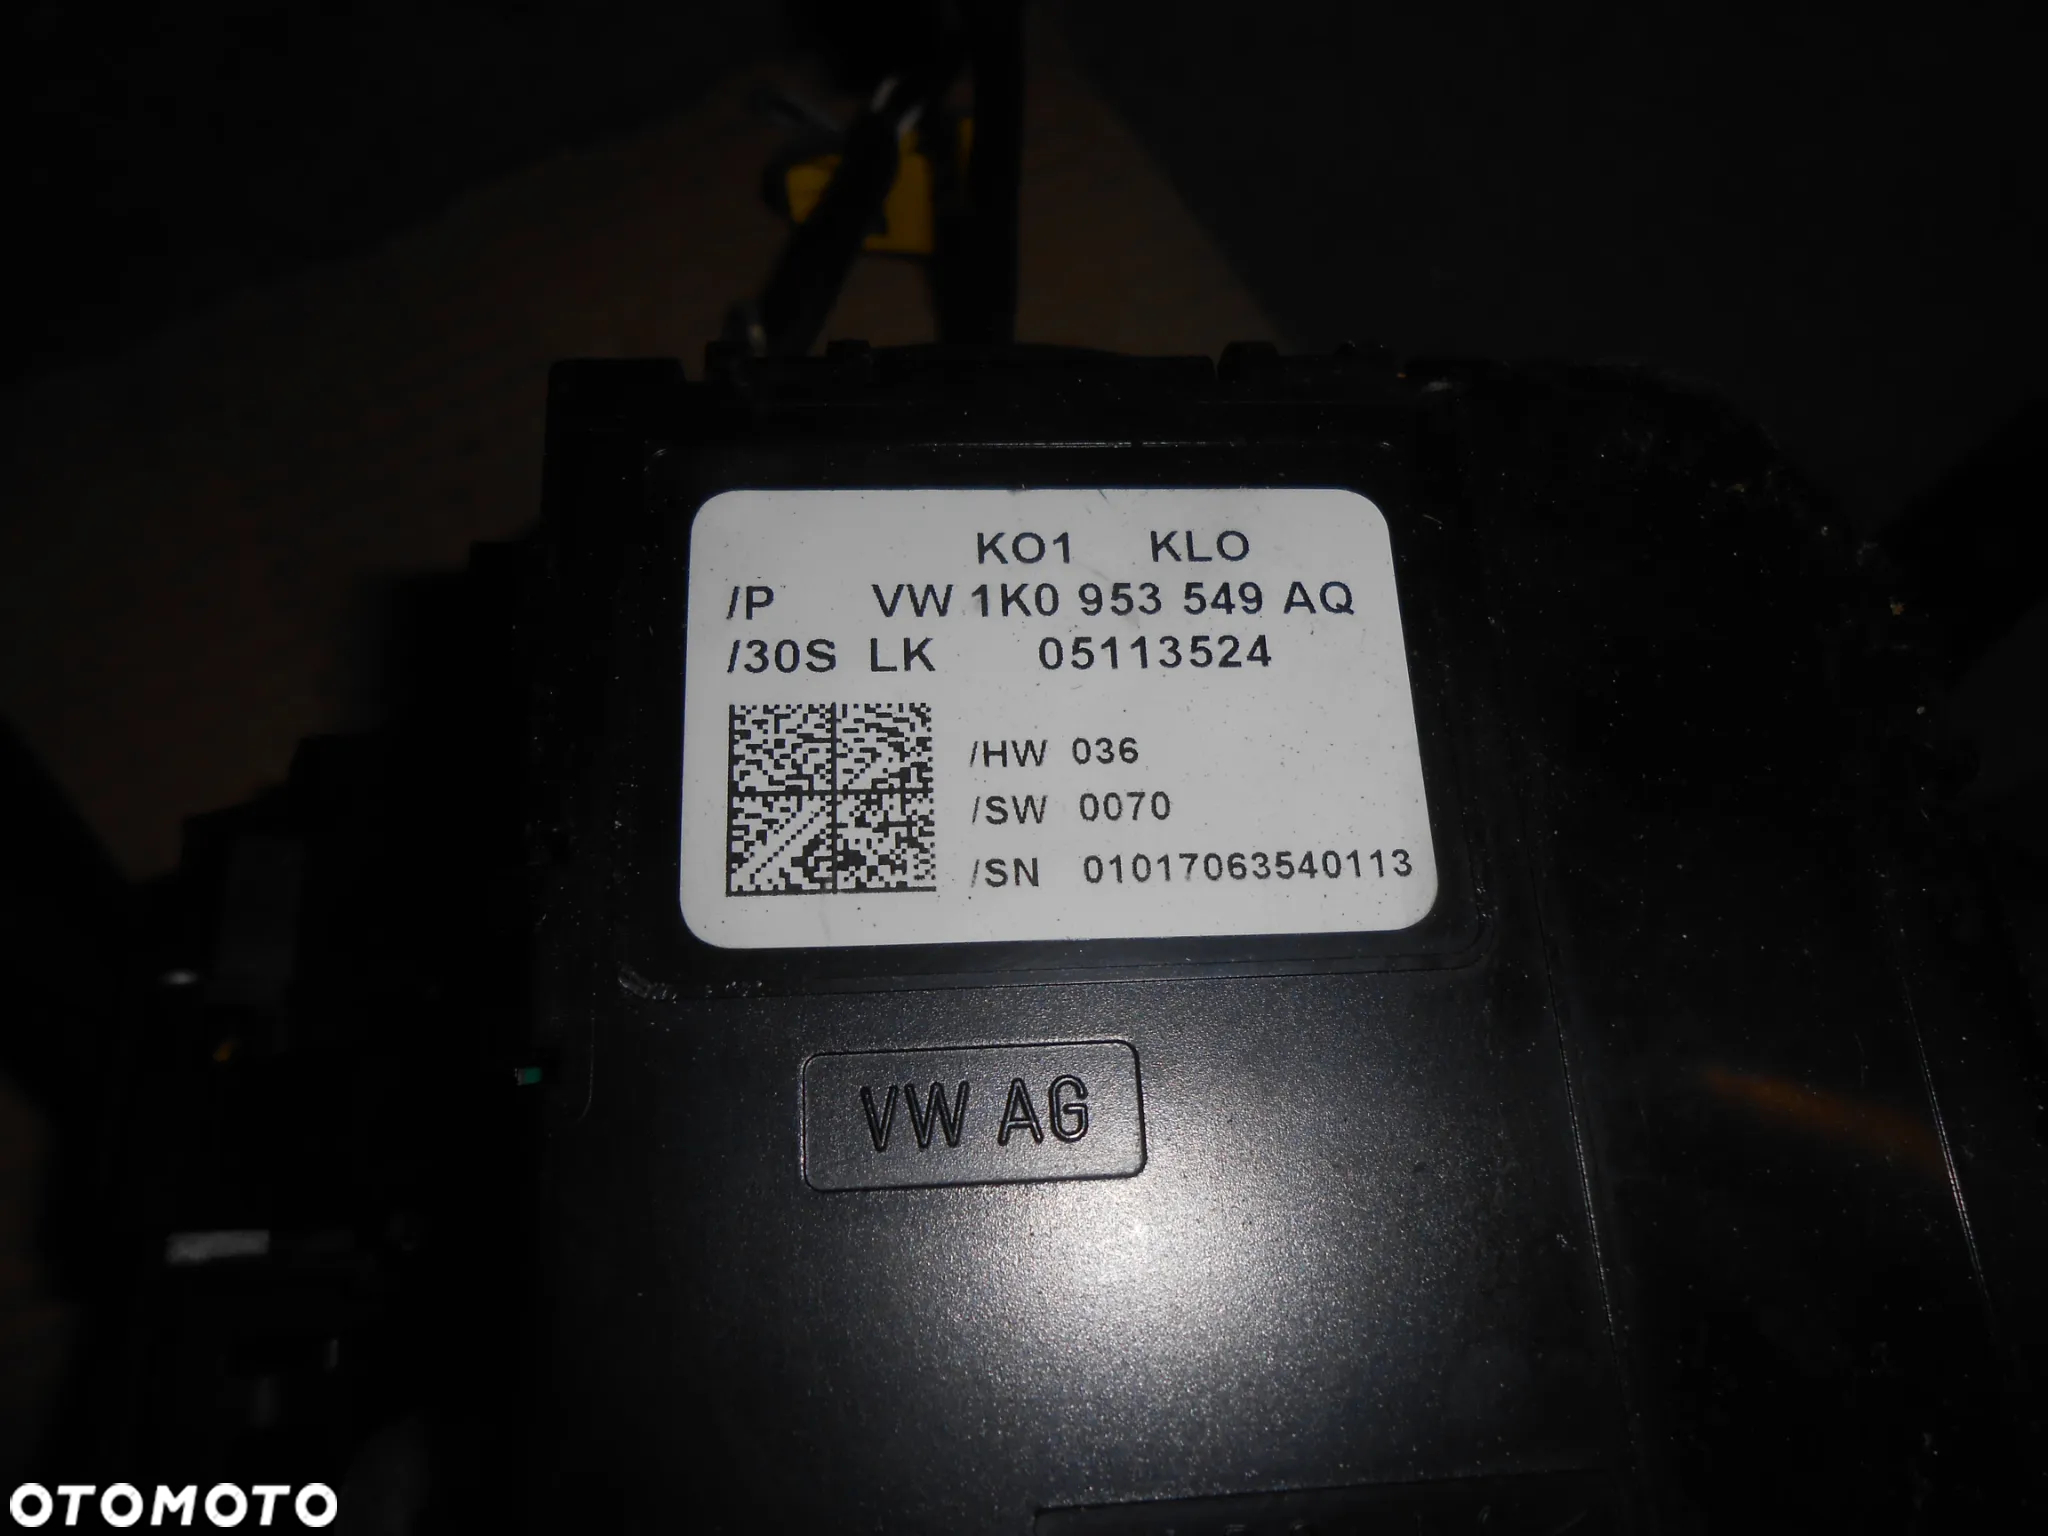 KO1 KLO
/P VW 1K0 953 549 AQ
/30S LK 05113524
/HW 036
/SW 0070
/SN 01017063540113
VW AG
OTOMOTO